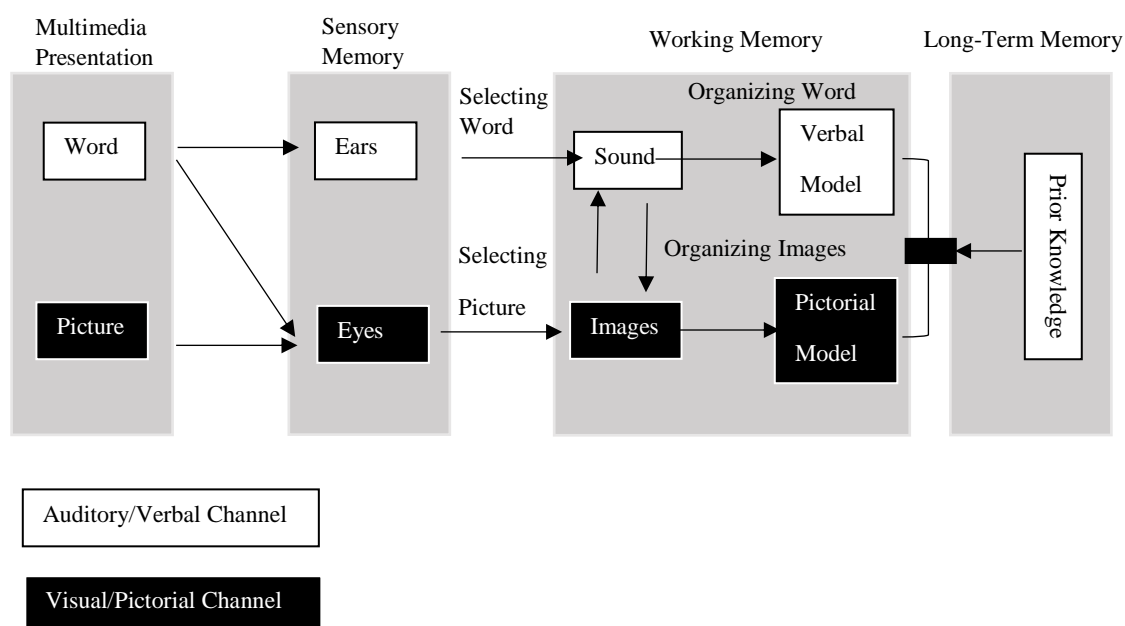 Multimedia
Presentation
Sensory
Memory
Working Memory
Long-Term Memory
Selecting
Word
Organizing Word
Word
Ears
Sound
Verbal
Model
Selecting
Picture
Organizing Images
Picture
Eyes
Images
Pictorial
Model
Prior Knowledge
Auditory/Verbal Channel
Visual/Pictorial Channel